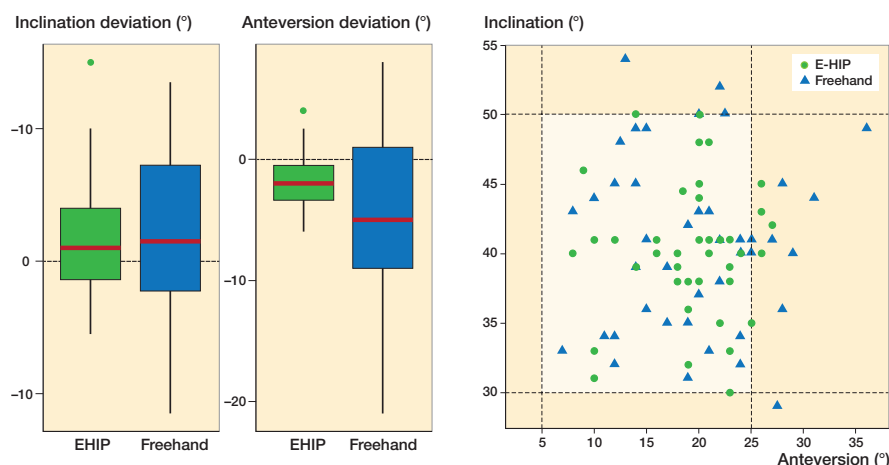 Inclination deviation (°)
−10
0
−10
EHIP Freehand
Anteversion deviation (°)
0
−10
−20
EHIP Freehand
Inclination (°)
55
50
45
40
35
30
E-HIP
Freehand
5 10 15 20 25 30 35
Anteversion (°)